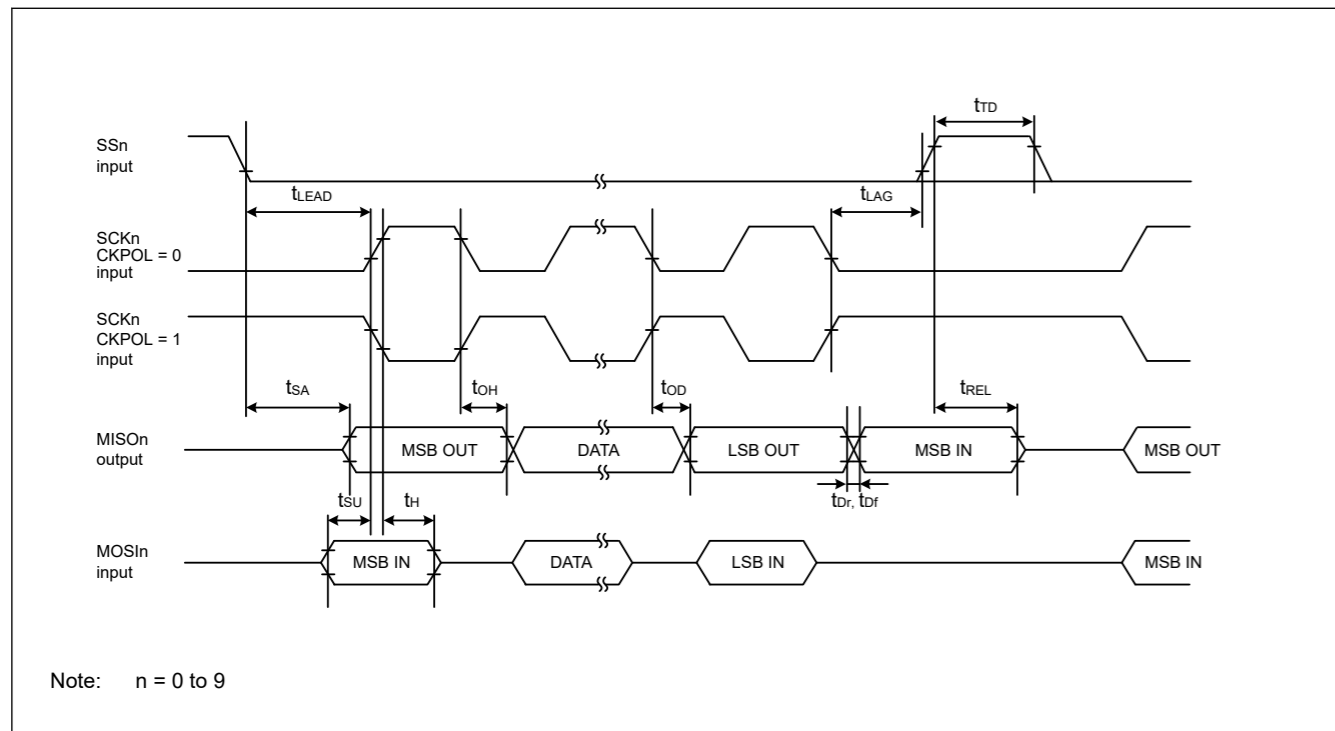 tTD
SSn
input
tLEAD
tLAG
SCKn
CKPOL = 0
input
SCKn
CKPOL = 1
input
tSA
tOH
tOD
tREL
MISOn
output
MSB OUT
DATA
LSB OUT
MSB IN
MSB OUT
tSU
tH
tDr, tDf
MOSIn
input
MSB IN
DATA
LSB IN
MSB IN
Note: n = 0 to 9